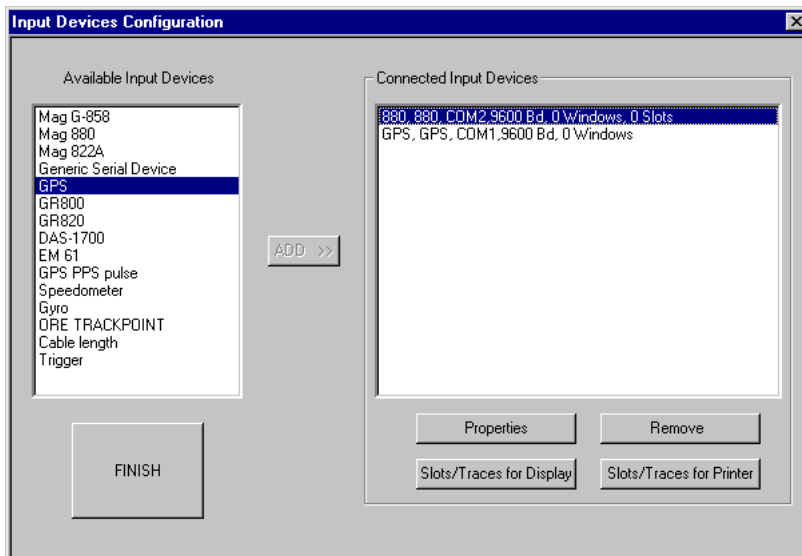 Input Devices Configuration
Available Input Devices
Mag G-858
Mag 880
Mag 822A
Generic Serial Device
GPS
GR800
GR820
DAS-1700
EM 61
GPS PPS pulse
Speedometer
Gyro
ORE TRACKPOINT
Cable length
Trigger
ADD >>
FINISH
Connected Input Devices
880, 880, COM2,9600 Bd, 0 Windows, 0 Slots
GPS, GPS, COM1,9600 Bd, 0 Windows
Properties
Remove
Slots/Traces for Display
Slots/Traces for Printer